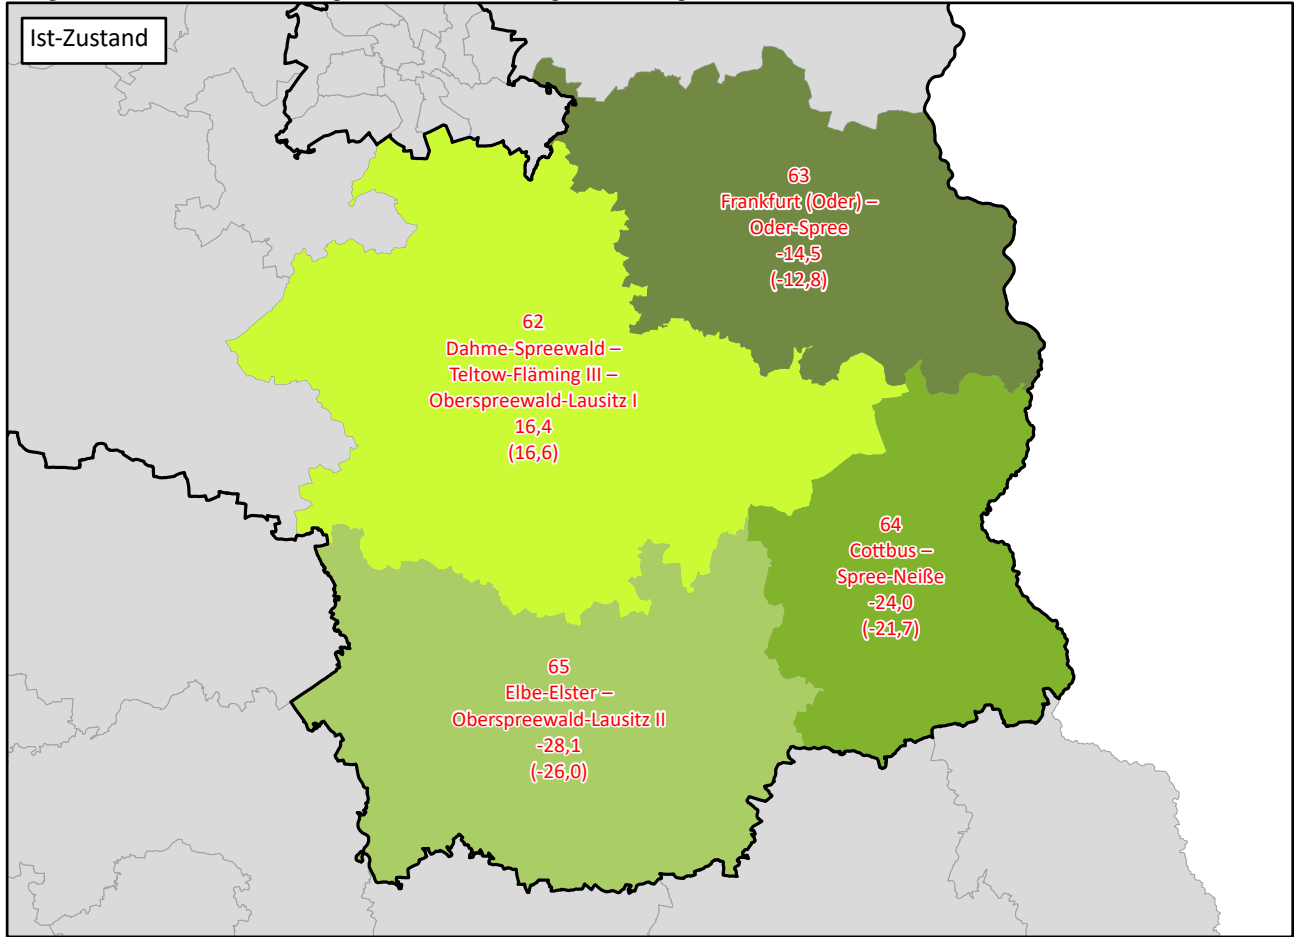 Ist-Zustand
63
Frankfurt (Oder) –
Oder-Spree
-14,5
(-12,8)
62
Dahme-Spreewald –
Teltow-Fläming III –
Oberspreewald-Lausitz I
16,4
(16,6)
64
Cottbus –
Spree-Neiße
-24,0
(-21,7)
65
Elbe-Elster –
Oberspreewald-Lausitz II
-28,1
(-26,0)